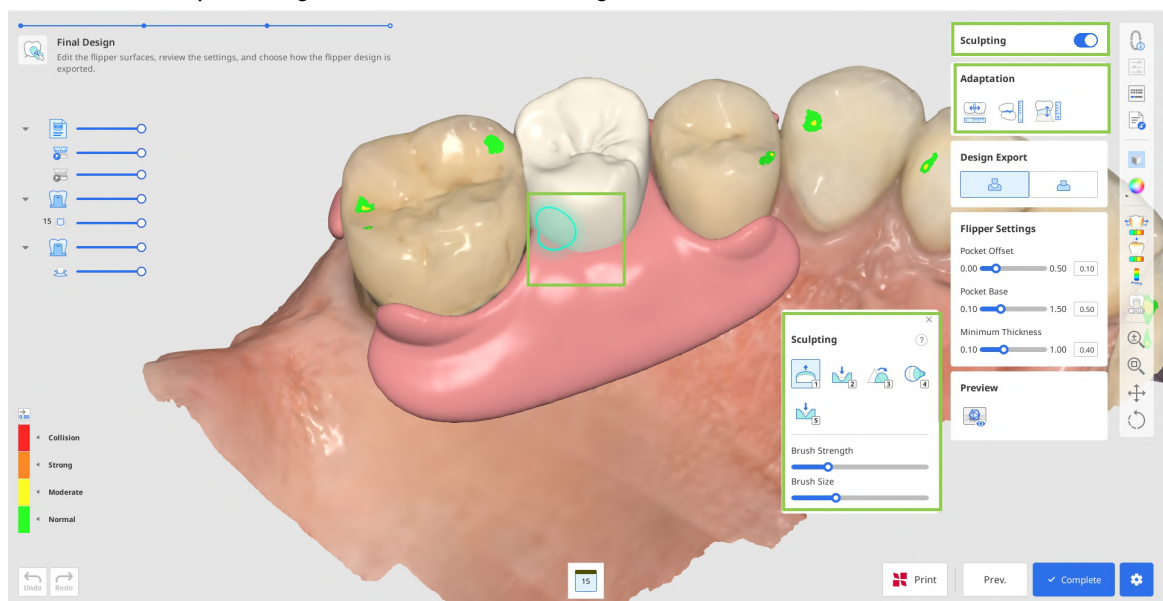 Final Design
Edit the flipper surfaces, review the settings, and choose how the flipper design is
exported.
15
0.00
Collision
Strong
Moderate
Normal
Undo
Redo
15
Sculpting
?
1
2
3
4
5
Brush Strength
Brush Size
Sculpting
Adaptation
Design Export
Flipper Settings
Pocket Offset
0.00 0.50 0.10
Pocket Base
0.10 1.50 0.50
Minimum Thickness
0.10 1.00 0.40
Preview
Print
Prev.
Complete